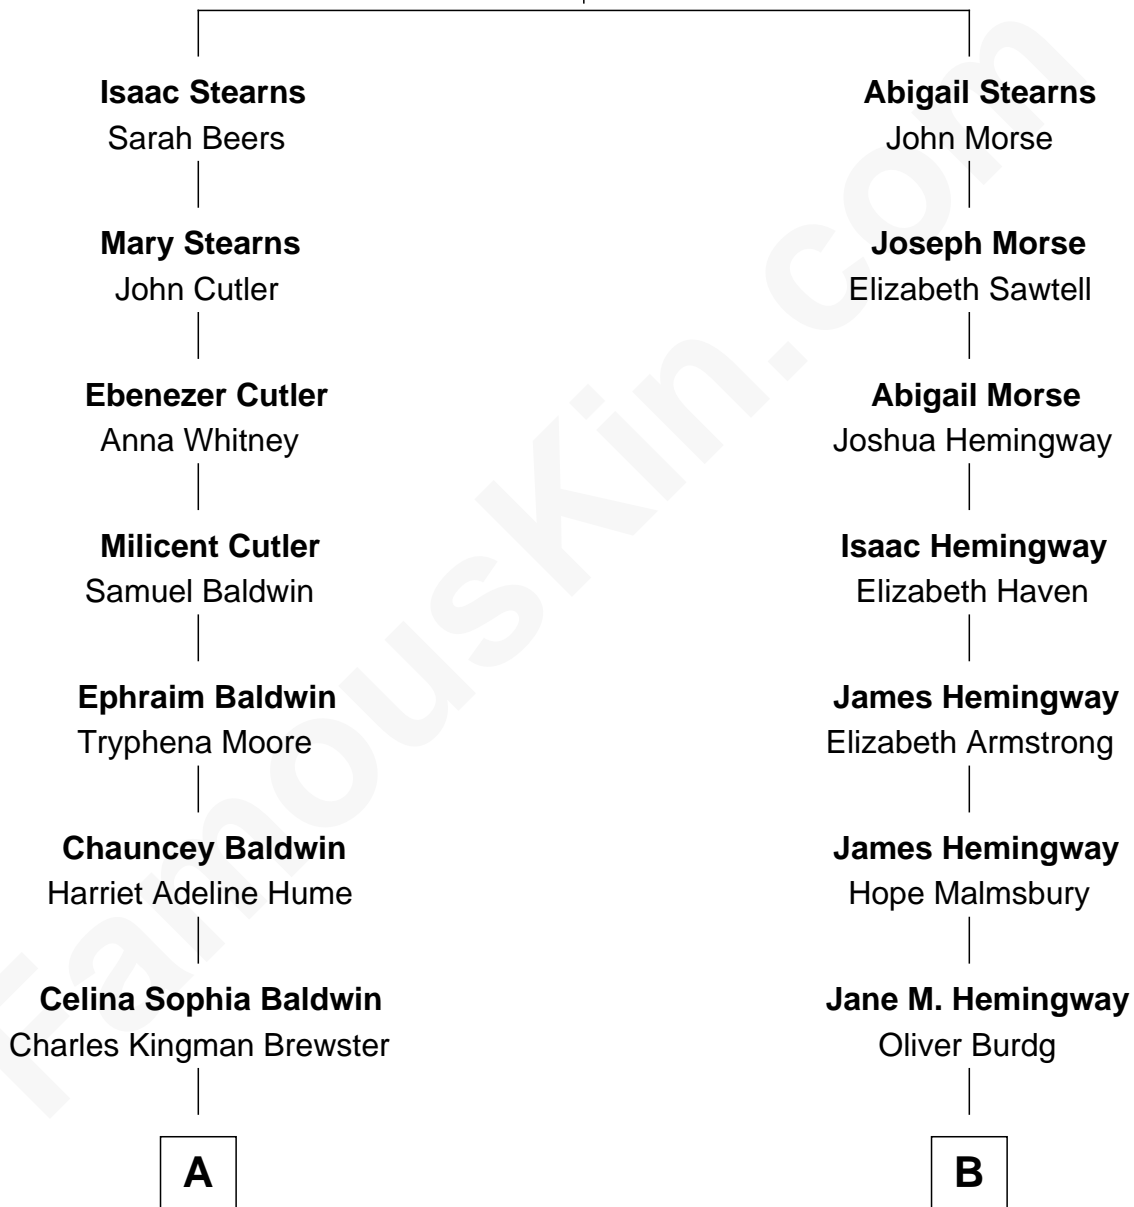 Isaac Stearns
Sarah Beers
Mary Stearns
John Cutler
Ebenezer Cutler
Anna Whitney
Milicent Cutler
Samuel Baldwin
Ephraim Baldwin
Tryphena Moore
Chauncey Baldwin
Harriet Adeline Hume
Celina Sophia Baldwin
Charles Kingman Brewster
A
Abigail Stearns
John Morse
Joseph Morse
Elizabeth Sawtell
Abigail Morse
Joshua Hemingway
Isaac Hemingway
Elizabeth Haven
James Hemingway
Elizabeth Armstrong
James Hemingway
Hope Malmsbury
Jane M. Hemingway
Oliver Burdg
B
FamousKin.com